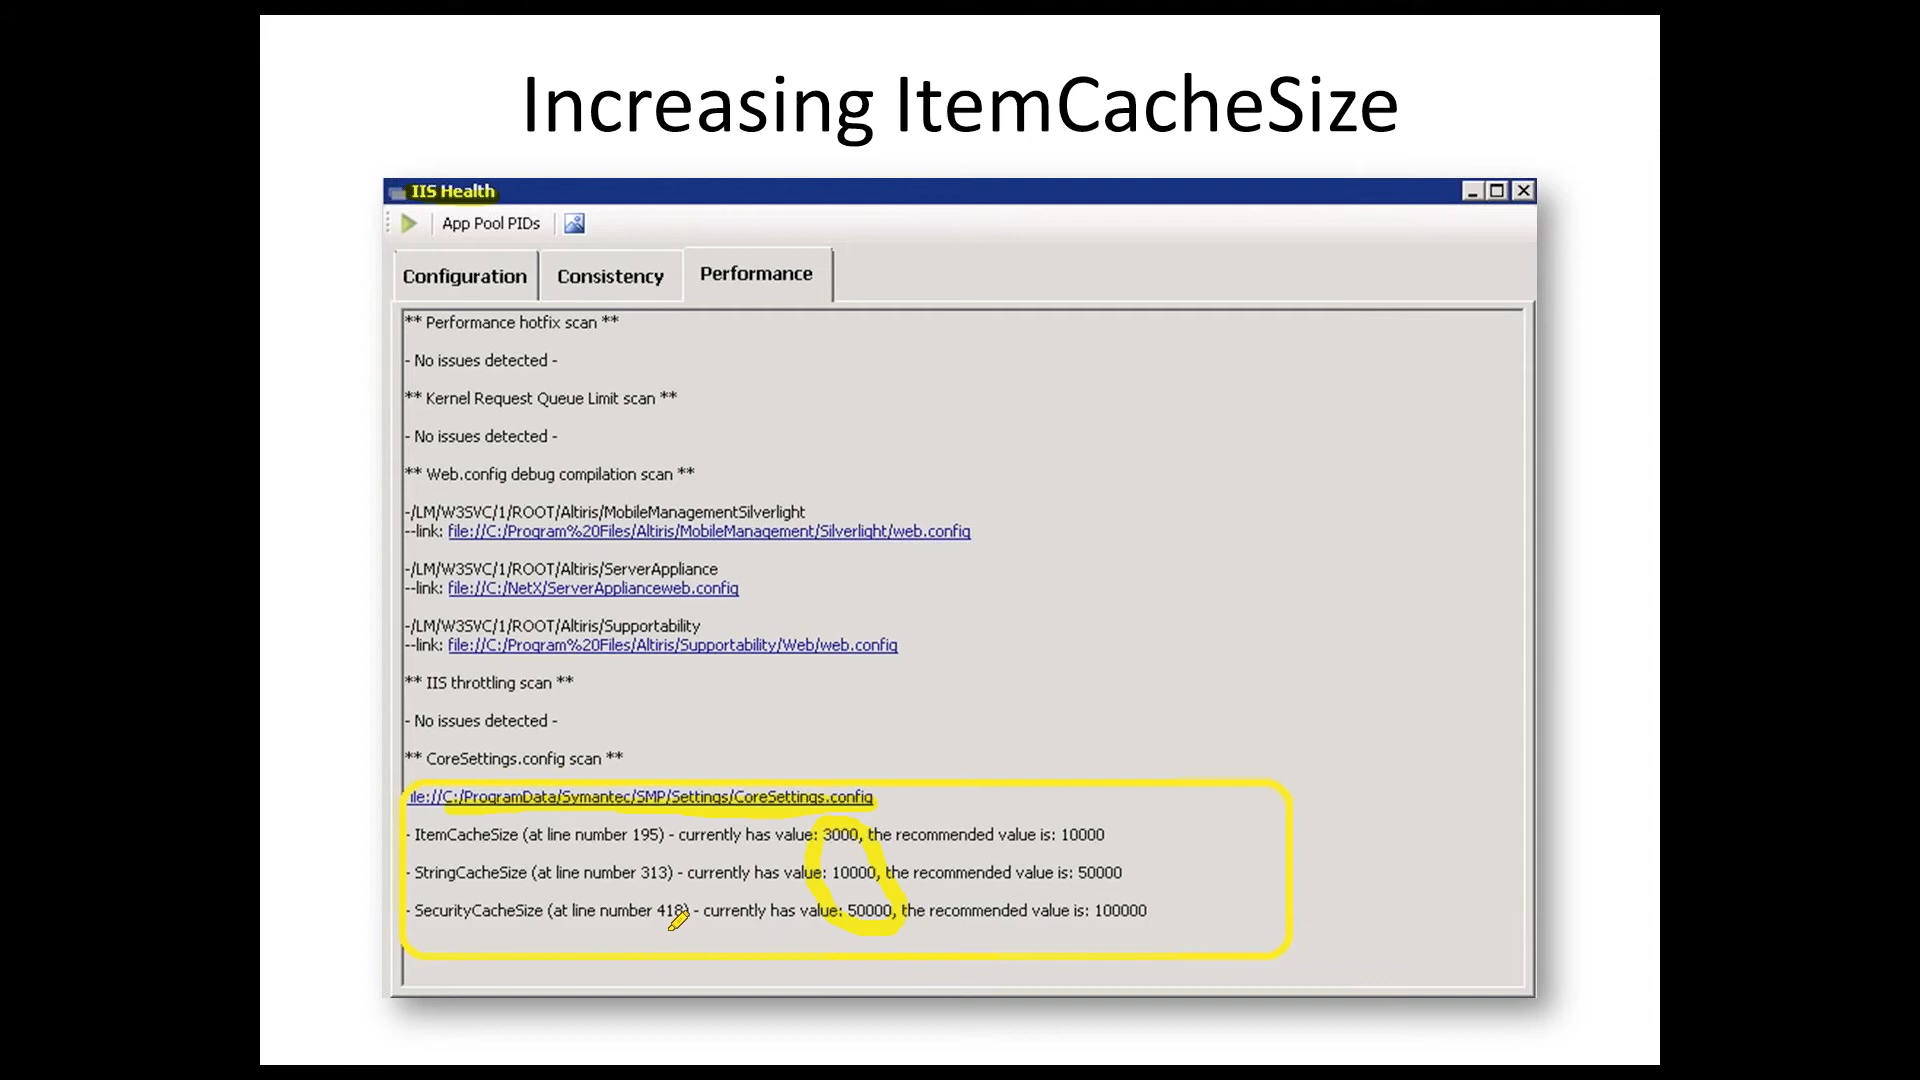 Increasing ItemCacheSize
IIS Health
App Pool PIDs
Configuration Consistency Performance
** Performance hotfix scan **
- No issues detected -
** Kernel Request Queue Limit scan **
- No issues detected -
** Web.config debug compilation scan **
-/LM/W3SVC/1/ROOT/Altiris/MobileManagementSilverlight
--link: file://C:/Program%20Files/Altiris/MobileManagement/Silverlight/web.config
-/LM/W3SVC/1/ROOT/Altiris/ServerAppliance
--link: file://C:/NetX/ServerApplianceweb.config
-/LM/W3SVC/1/ROOT/Altiris/Supportability
--link: file://C:/Program%20Files/Altiris/Supportability/Web/web.config
** IIS throttling scan **
- No issues detected -
** CoreSettings.config scan **
file://C:/ProgramData/Symantec/SMP/Settings/CoreSettings.config
- ItemCacheSize (at line number 195) - currently has value: 3000, the recommended value is: 10000
- StringCacheSize (at line number 313) - currently has value: 10000, the recommended value is: 50000
- SecurityCacheSize (at line number 418) - currently has value: 50000, the recommended value is: 100000